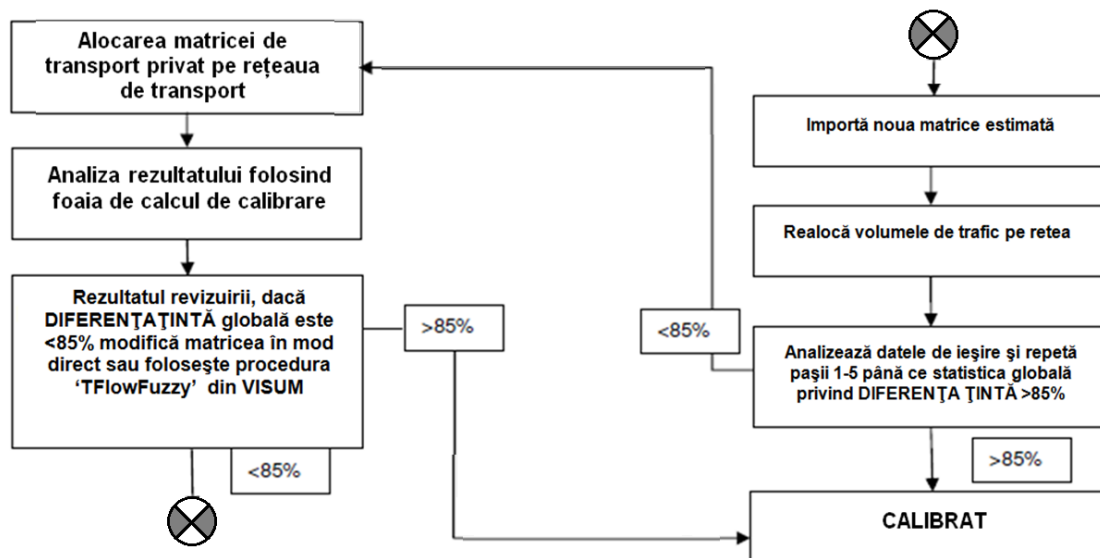 Alocarea matricei de
transport privat pe rețeaua
de transport
Analiza rezultatului folosind
foaia de calcul de calibrare
Rezultatul revizuirii, dacă
DIFERENŢAŢINTĂ globală este
<85% modifică matricea în mod
direct sau foloseşte procedura
‘TFlowFuzzy’ din VISUM
>85%
<85%
Importă noua matrice estimată
Realocă volumele de trafic pe retea
<85%
Analizează datele de ieşire şi repetă
paşii 1-5 până ce statistica globală
privind DIFERENŢA ŢINTĂ >85%
>85%
CALIBRAT